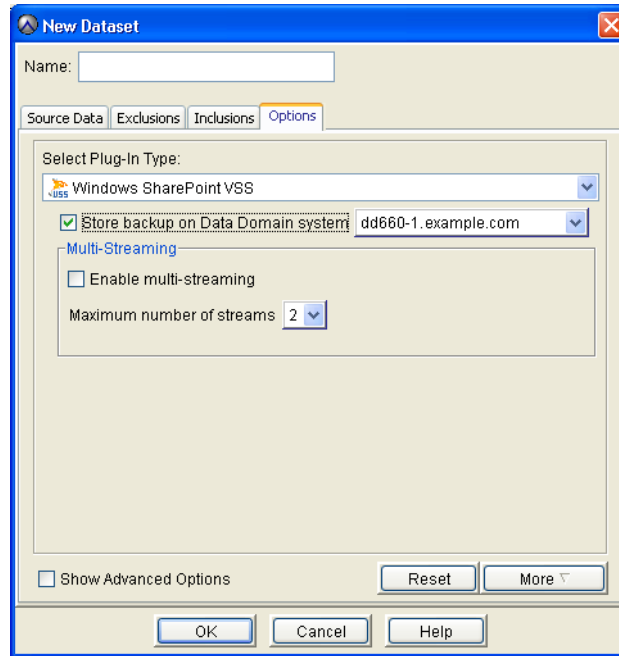 New Dataset
Name:
Source Data Exclusions Inclusions Options
Select Plug-In Type:
Windows SharePoint VSS
Store backup on Data Domain system dd660-1.example.com
Multi-Streaming
Enable multi-streaming
Maximum number of streams 2
Show Advanced Options Reset More
OK Cancel Help